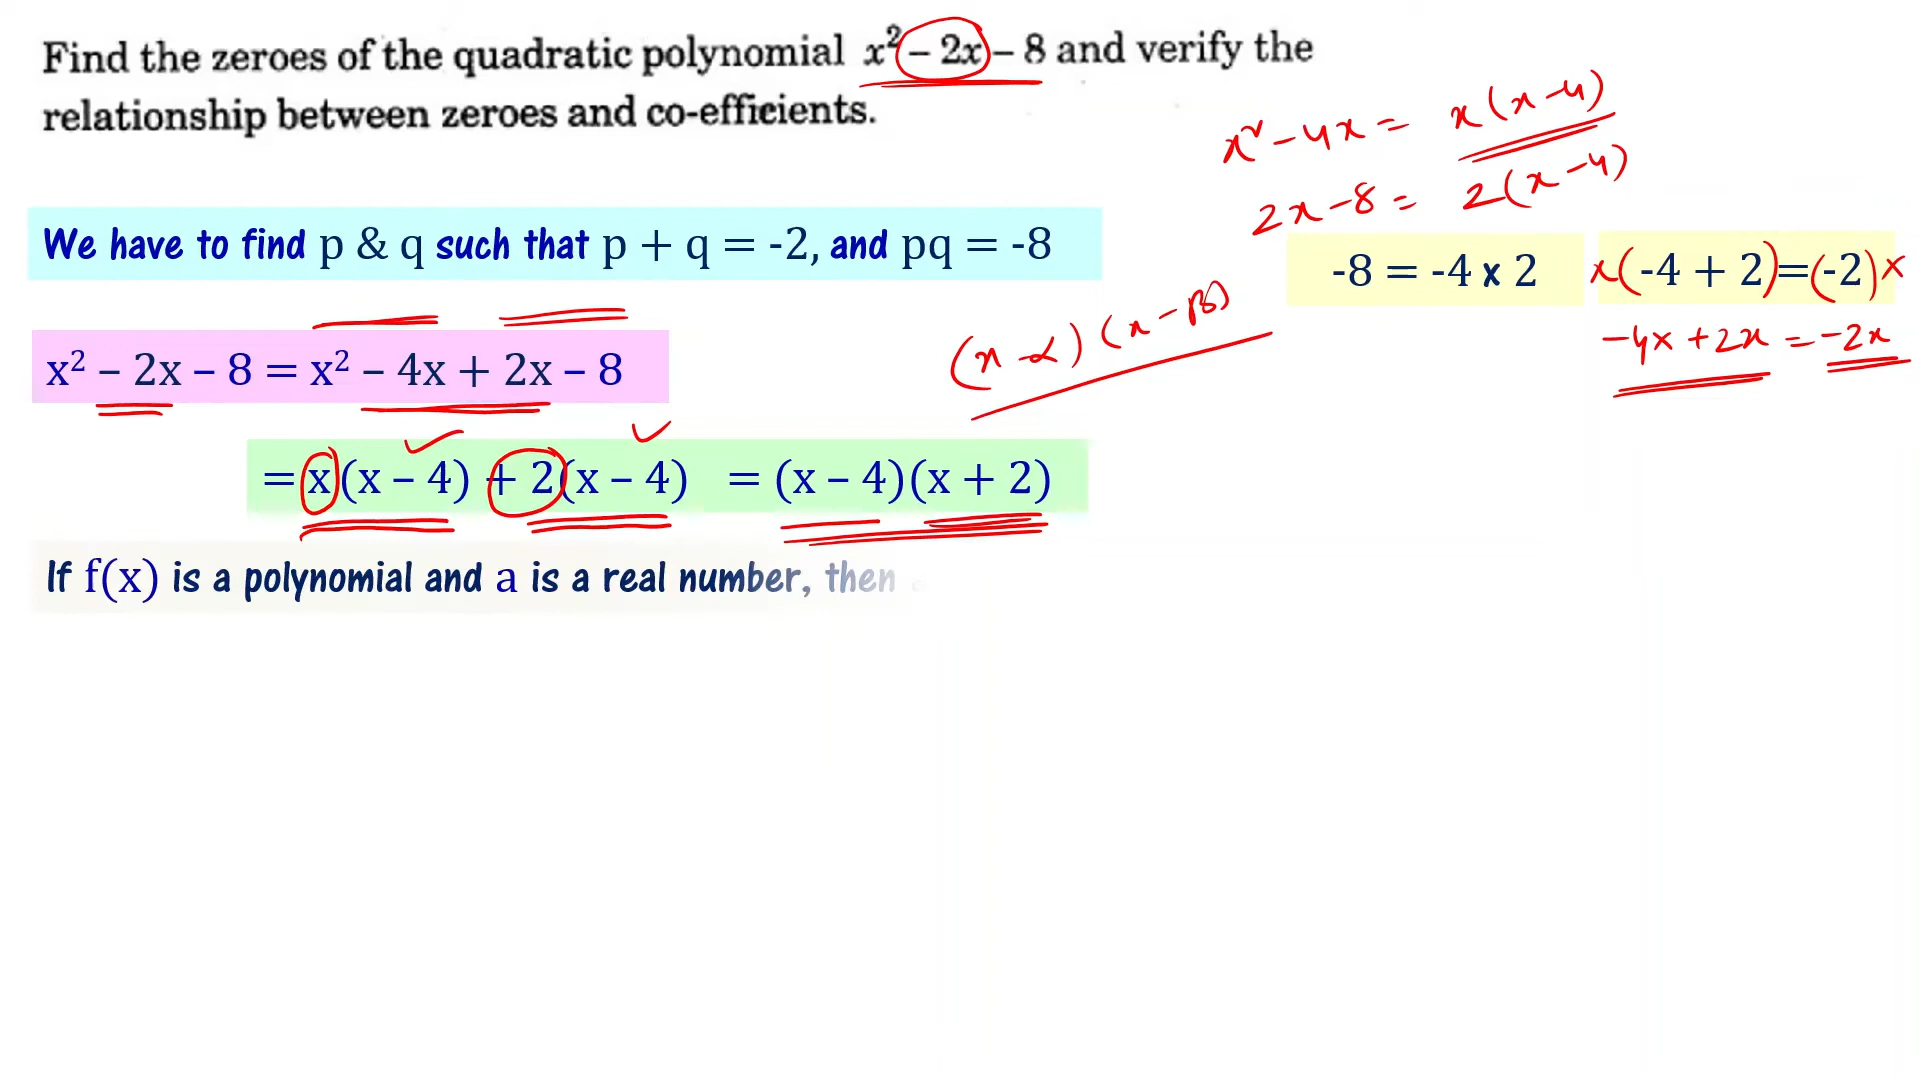 Find the zeroes of the quadratic polynomial x² – 2x – 8 and verify the
relationship between zeroes and co-efficients.
x² – 4x = x(x – 4)
2x – 8 = 2(x – 4)
We have to find p & q such that p + q = -2, and pq = -8
-8 = -4 × 2
x(-4 + 2)=(-2)x
-4x + 2x = -2x
(x – α)(x – β)
x² – 2x – 8 = x² – 4x + 2x – 8
= x(x – 4) + 2(x – 4) = (x – 4)(x + 2)
If f(x) is a polynomial and a is a real number, then